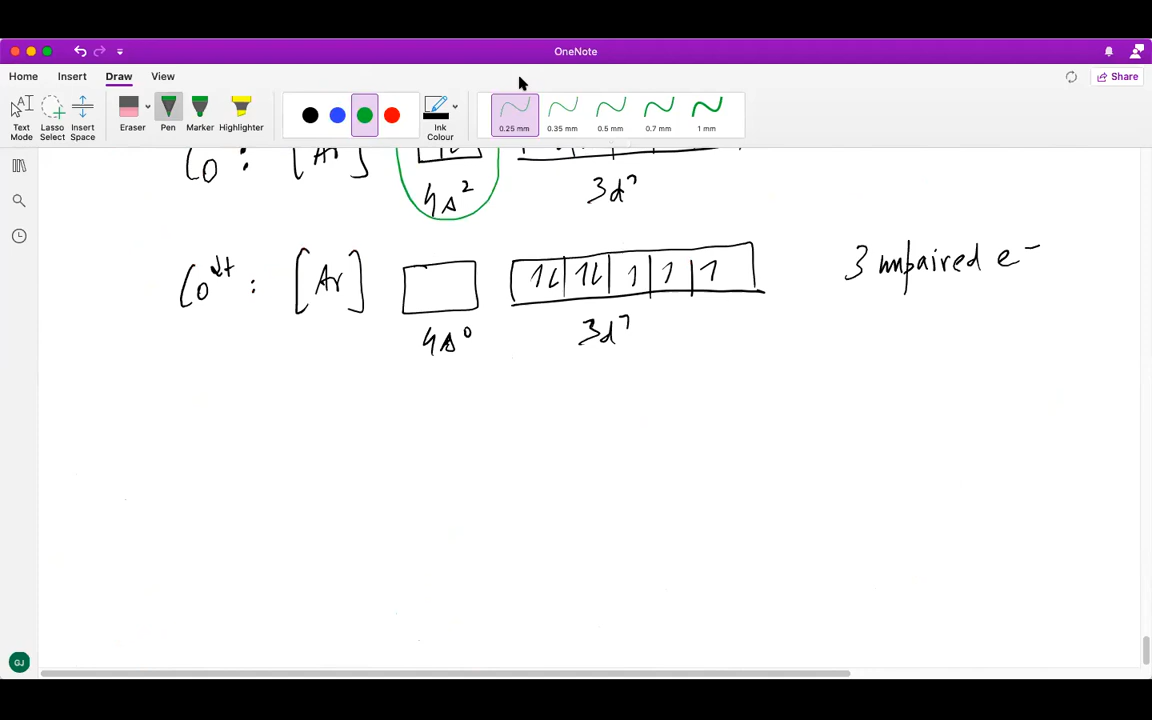 OneNote
Home Insert Draw View Share
Text Mode Lasso Select Insert Space Eraser Pen Marker Highlighter Ink Colour 0.25 mm 0.35 mm 0.5 mm 0.7 mm 1 mm
Co : [Ar]
4s² 3d⁷
Co²⁺ : [Ar] 1l 1l 1 1 1 3 unpaired e⁻
4s⁰ 3d⁷
GJ